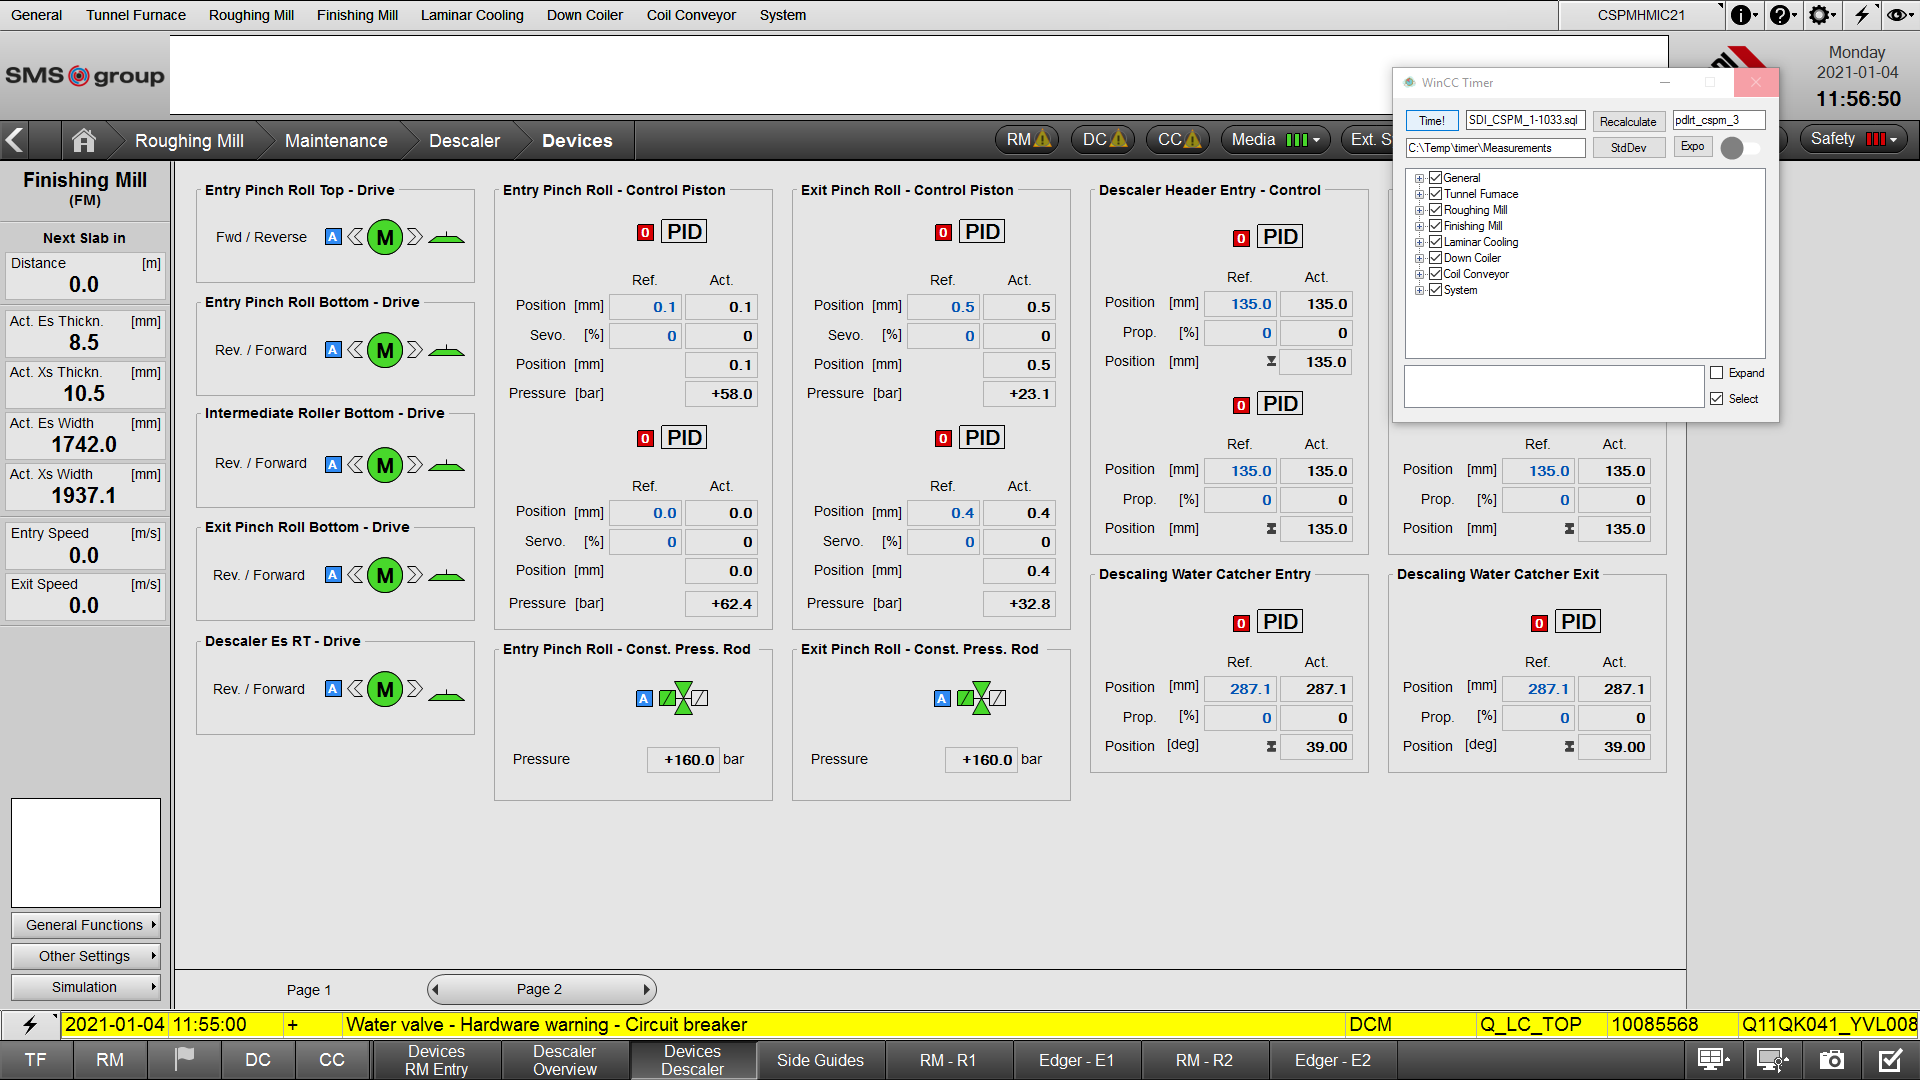 General Tunnel Furnace Roughing Mill Finishing Mill Laminar Cooling Down Coiler Coil Conveyor System CSPMHMIC21
SMS group
Monday
2021-01-04
11:56:50
Roughing Mill Maintenance Descaler Devices RM DC CC Media Ext. S Safety
WinCC Timer
Time! SDI_CSPM_1-1033.sql Recalculate pdlrt_cspm_3
C:\Temp\timer\Measurements StdDev Expo
General
Tunnel Furnace
Roughing Mill
Finishing Mill
Laminar Cooling
Down Coiler
Coil Conveyor
System
Expand
Select
Finishing Mill
(FM)
Next Slab in
Distance [m]
0.0
Act. Es Thickn. [mm]
8.5
Act. Xs Thickn. [mm]
10.5
Act. Es Width [mm]
1742.0
Act. Xs Width [mm]
1937.1
Entry Speed [m/s]
0.0
Exit Speed [m/s]
0.0
General Functions
Other Settings
Simulation
Entry Pinch Roll Top - Drive
Fwd / Reverse A M
Entry Pinch Roll Bottom - Drive
Rev. / Forward A M
Intermediate Roller Bottom - Drive
Rev. / Forward A M
Exit Pinch Roll Bottom - Drive
Rev. / Forward A M
Descaler Es RT - Drive
Rev. / Forward A M
Entry Pinch Roll - Control Piston
0 PID
Ref. Act.
Position [mm] 0.1 0.1
Sevo. [%] 0 0
Position [mm] 0.1
Pressure [bar] +58.0
0 PID
Ref. Act.
Position [mm] 0.0 0.0
Servo. [%] 0 0
Position [mm] 0.0
Pressure [bar] +62.4
Entry Pinch Roll - Const. Press. Rod
A
Pressure +160.0 bar
Exit Pinch Roll - Control Piston
0 PID
Ref. Act.
Position [mm] 0.5 0.5
Sevo. [%] 0 0
Position [mm] 0.5
Pressure [bar] +23.1
0 PID
Ref. Act.
Position [mm] 0.4 0.4
Servo. [%] 0 0
Position [mm] 0.4
Pressure [bar] +32.8
Exit Pinch Roll - Const. Press. Rod
A
Pressure +160.0 bar
Descaler Header Entry - Control
0 PID
Ref. Act.
Position [mm] 135.0 135.0
Prop. [%] 0 0
Position [mm] 135.0
0 PID
Ref. Act.
Position [mm] 135.0 135.0
Prop. [%] 0 0
Position [mm] 135.0
Ref. Act.
Position [mm] 135.0 135.0
Prop. [%] 0 0
Position [mm] 135.0
Descaling Water Catcher Entry
0 PID
Ref. Act.
Position [mm] 287.1 287.1
Prop. [%] 0 0
Position [deg] 39.00
Descaling Water Catcher Exit
0 PID
Ref. Act.
Position [mm] 287.1 287.1
Prop. [%] 0 0
Position [deg] 39.00
Page 1 Page 2
2021-01-04 11:55:00 + Water valve - Hardware warning - Circuit breaker DCM Q_LC_TOP 10085568 Q11QK041_YVL008
TF RM DC CC Devices RM Entry Descaler Overview Devices Descaler Side Guides RM - R1 Edger - E1 RM - R2 Edger - E2